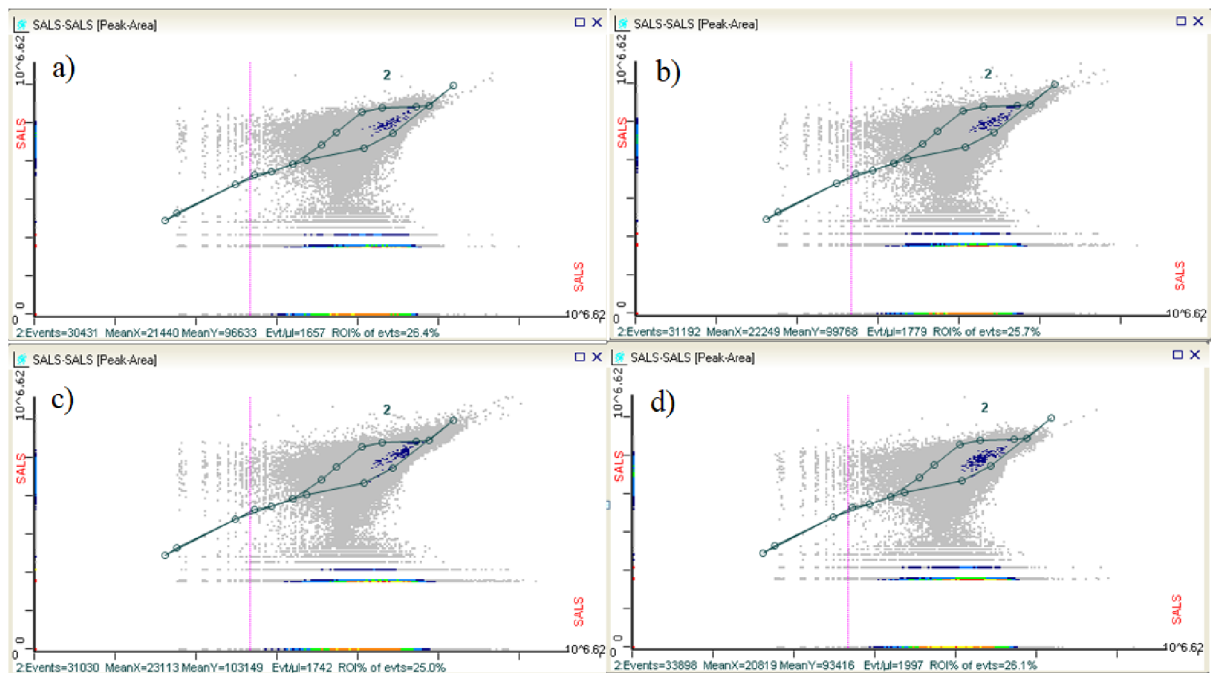 SALS-SALS [Peak-Area]
10^6.62
a)
2
SALS
SALS
0
0
10^6.62
2:Events=30431 MeanX=21440 MeanY=96633 Evt/µl=1657 ROI% of evts=26.4%
SALS-SALS [Peak-Area]
10^6.62
b)
2
SALS
SALS
0
0
10^6.62
2:Events=31192 MeanX=22249 MeanY=99768 Evt/µl=1779 ROI% of evts=25.7%
SALS-SALS [Peak-Area]
10^6.62
c)
2
SALS
SALS
0
0
10^6.62
2:Events=31030 MeanX=23113 MeanY=103149 Evt/µl=1742 ROI% of evts=25.0%
SALS-SALS [Peak-Area]
10^6.62
d)
2
SALS
SALS
0
0
10^6.62
2:Events=33898 MeanX=20819 MeanY=93416 Evt/µl=1997 ROI% of evts=26.1%